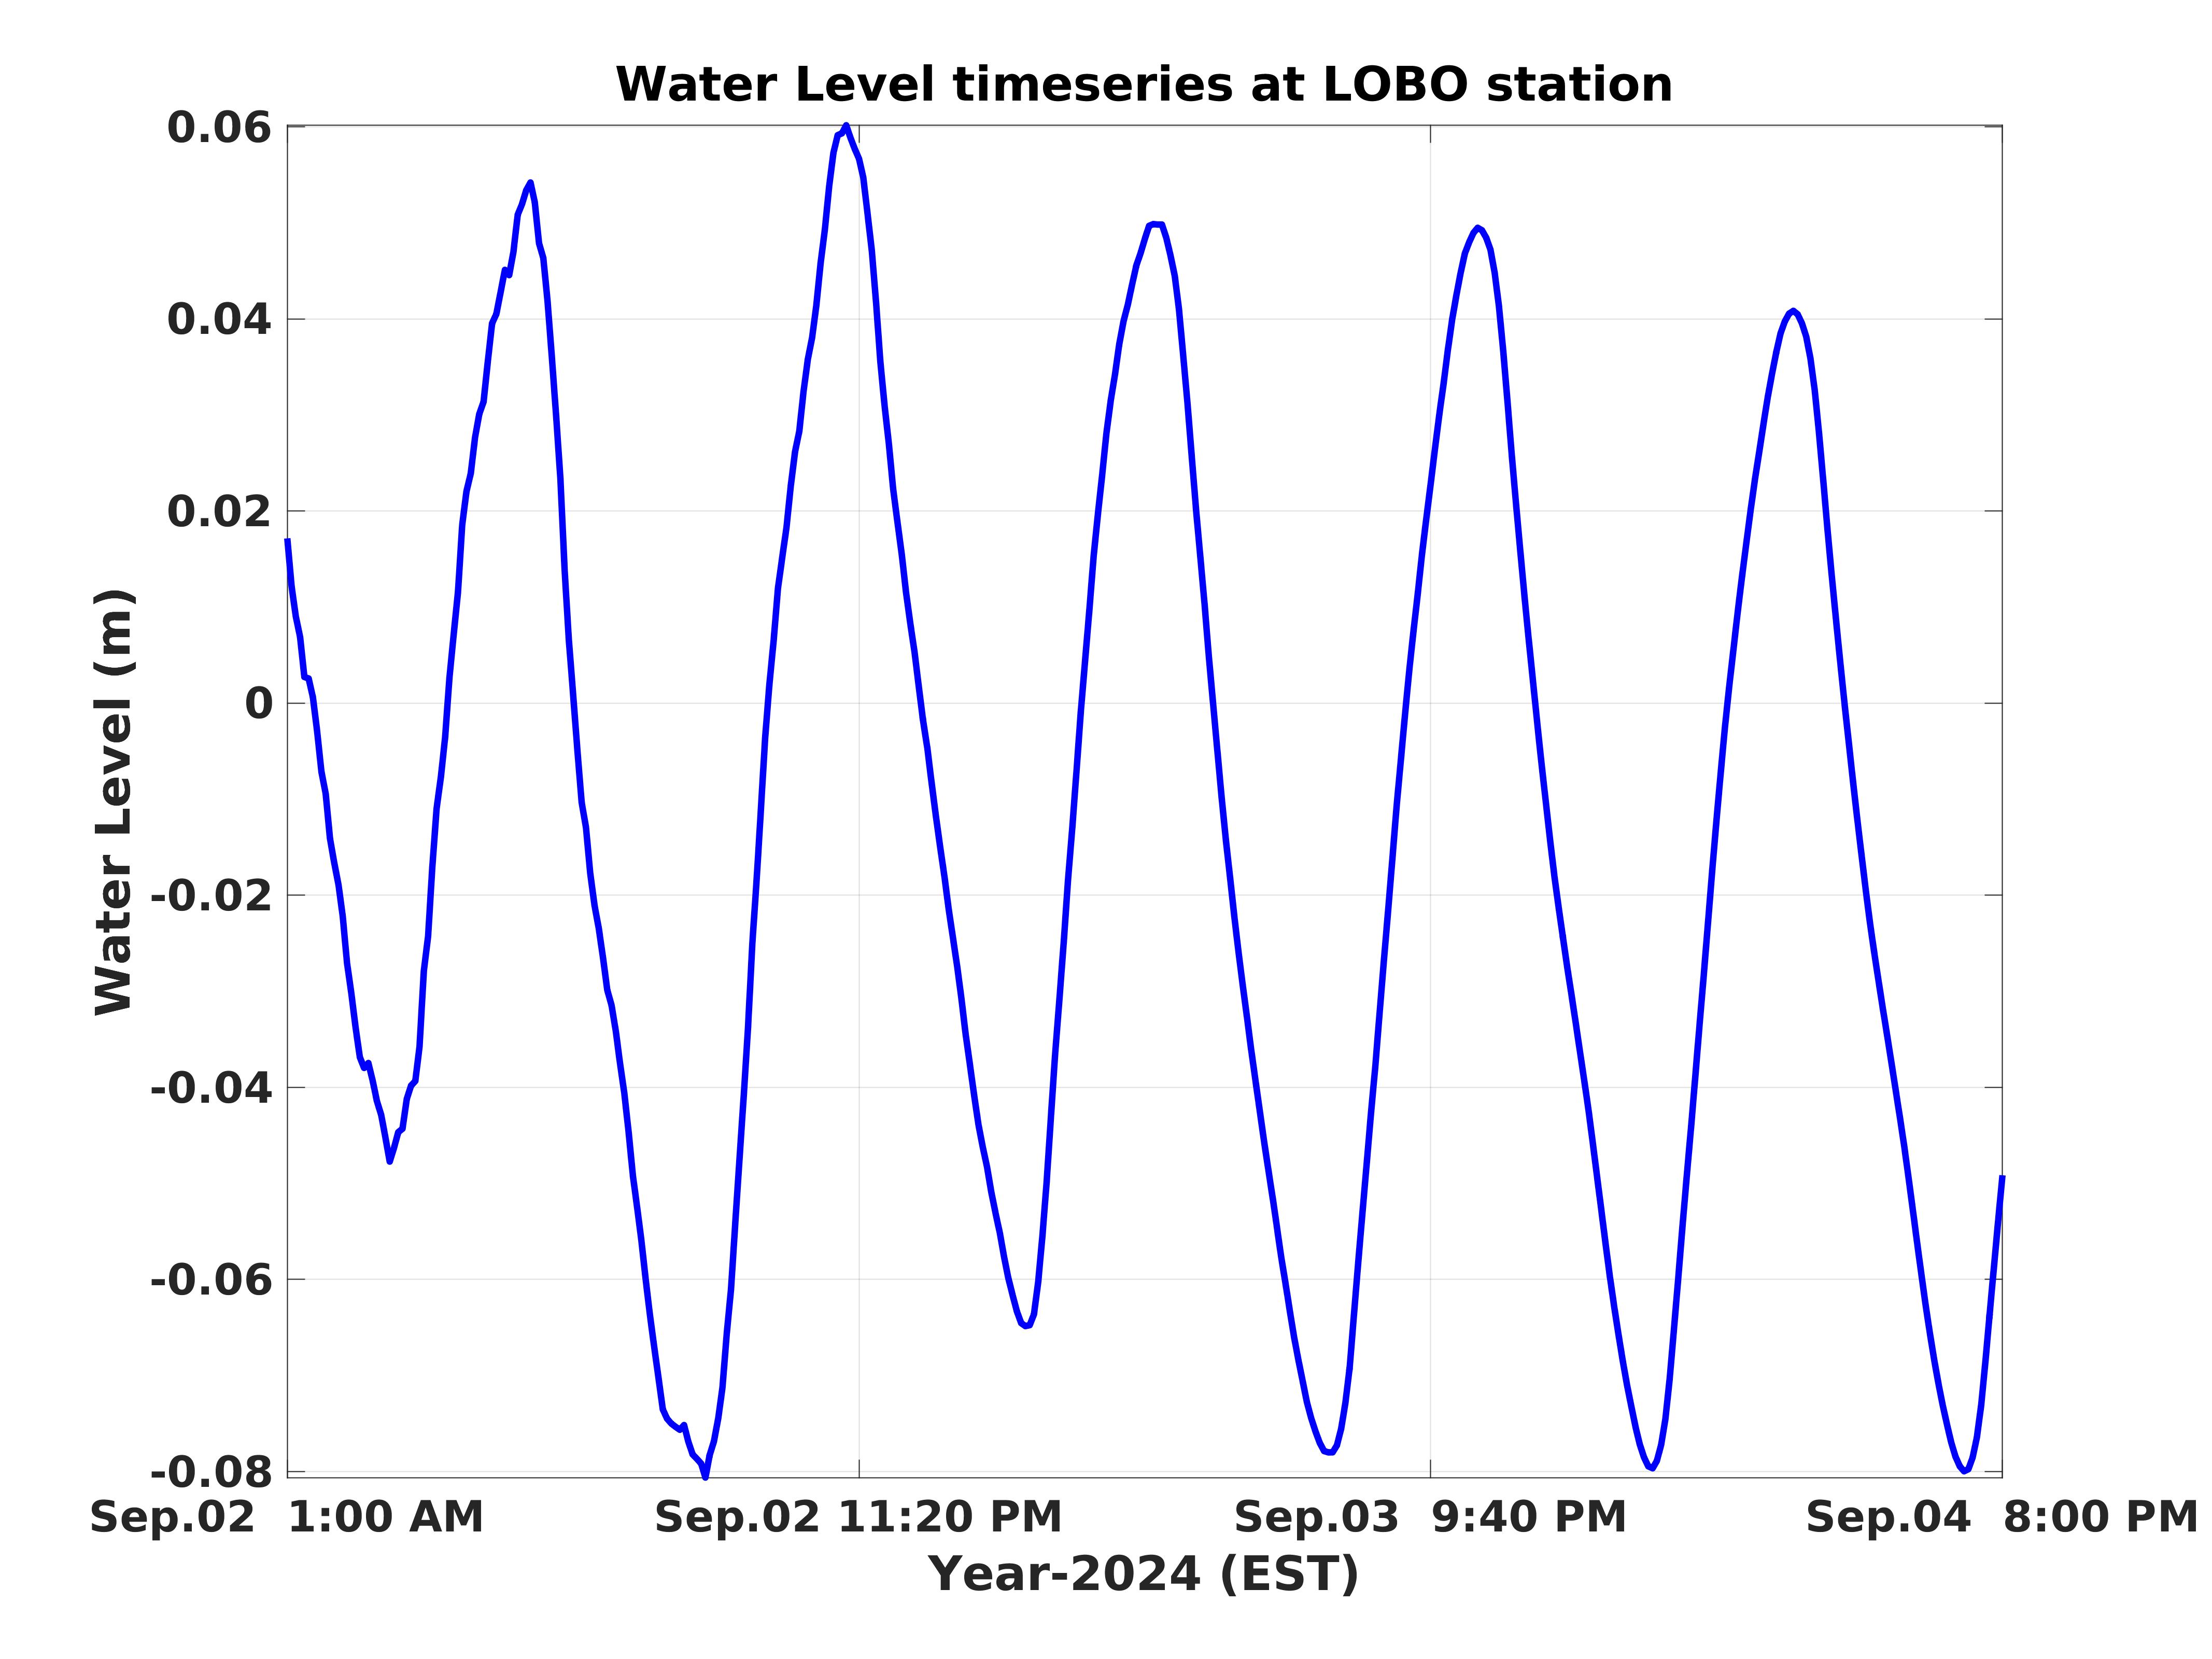 Water Level timeseries at LOBO station
0.06
0.04
0.02
0
-0.02
-0.04
-0.06
-0.08
Water Level (m)
Sep.02  1:00 AM
Sep.02 11:20 PM
Sep.03  9:40 PM
Sep.04  8:00 PM
Year-2024 (EST)